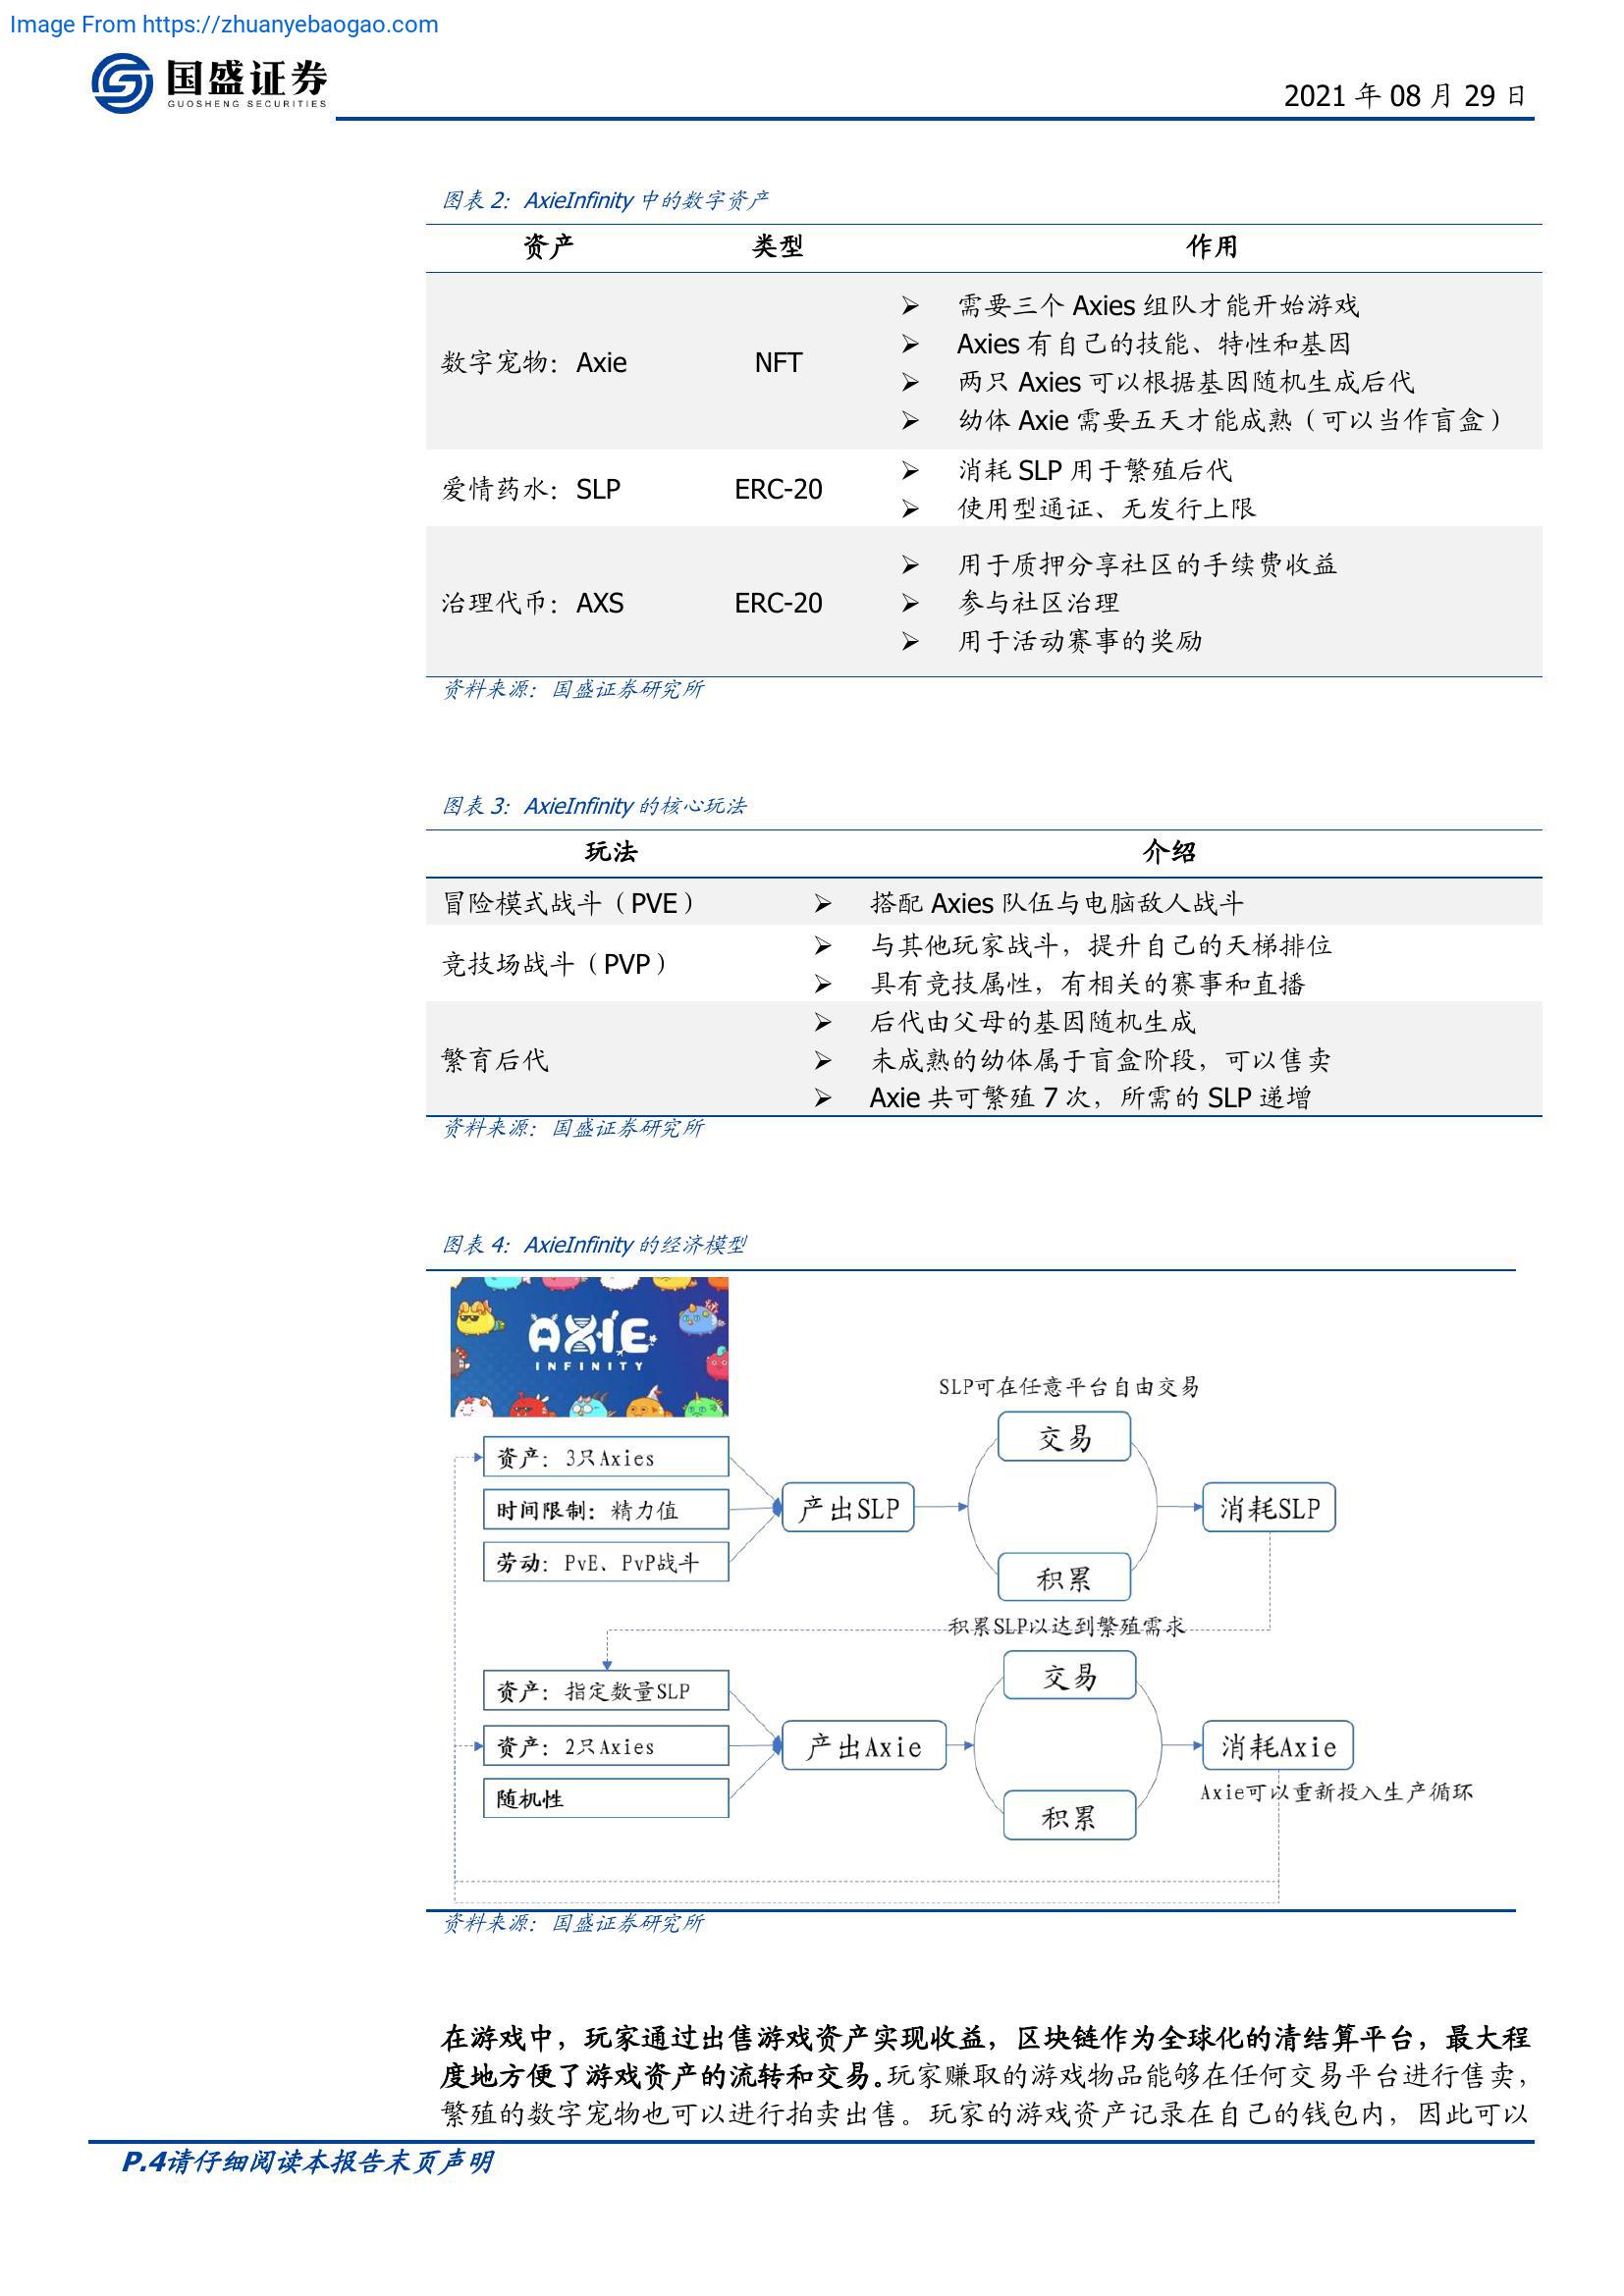 Image From https://zhuanyebaogao.com
国盛证券
GUOSHENG SECURITIES
2021 年 08 月 29 日
图表 2：AxieInfinity 中的数字资产
资产 类型 作用
数字宠物：Axie NFT
➢ 需要三个 Axies 组队才能开始游戏
➢ Axies 有自己的技能、特性和基因
➢ 两只 Axies 可以根据基因随机生成后代
➢ 幼体 Axie 需要五天才能成熟（可以当作盲盒）
爱情药水：SLP ERC-20
➢ 消耗 SLP 用于繁殖后代
➢ 使用型通证、无发行上限
治理代币：AXS ERC-20
➢ 用于质押分享社区的手续费收益
➢ 参与社区治理
➢ 用于活动赛事的奖励
资料来源：国盛证券研究所
图表 3：AxieInfinity 的核心玩法
玩法 介绍
冒险模式战斗（PVE） ➢ 搭配 Axies 队伍与电脑敌人战斗
竞技场战斗（PVP）
➢ 与其他玩家战斗，提升自己的天梯排位
➢ 具有竞技属性，有相关的赛事和直播
繁育后代
➢ 后代由父母的基因随机生成
➢ 未成熟的幼体属于盲盒阶段，可以售卖
➢ Axie 共可繁殖 7 次，所需的 SLP 递增
资料来源：国盛证券研究所
图表 4：AxieInfinity 的经济模型
AXIE
INFINITY
SLP可在任意平台自由交易
资产：3只Axies
时间限制：精力值
劳动：PvE、PvP战斗
产出SLP
交易
积累
消耗SLP
积累SLP以达到繁殖需求
资产：指定数量SLP
资产：2只Axies
随机性
产出Axie
交易
积累
消耗Axie
Axie可以重新投入生产循环
资料来源：国盛证券研究所
在游戏中，玩家通过出售游戏资产实现收益，区块链作为全球化的清结算平台，最大程
度地方便了游戏资产的流转和交易。玩家赚取的游戏物品能够在任何交易平台进行售卖，
繁殖的数字宠物也可以进行拍卖出售。玩家的游戏资产记录在自己的钱包内，因此可以
P.4请仔细阅读本报告末页声明